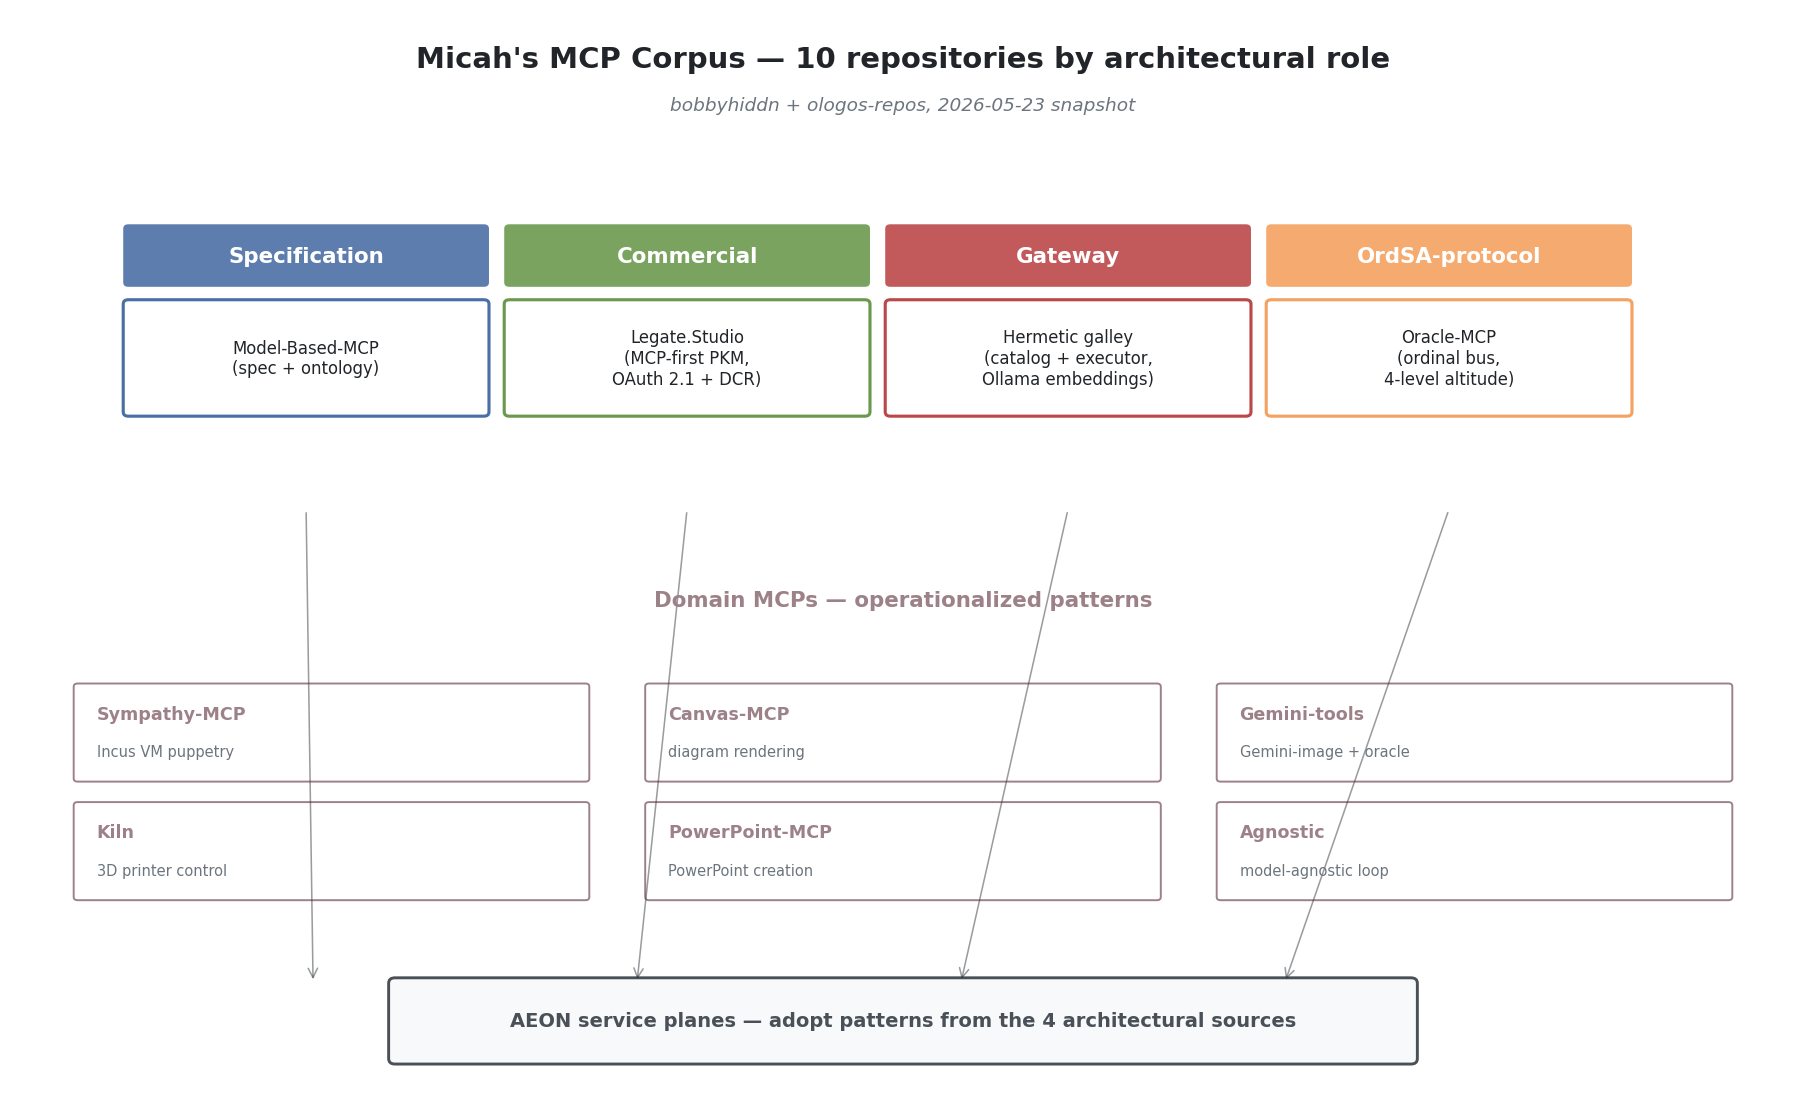 Micah's MCP Corpus — 10 repositories by architectural role
bobbyhiddn + ologos-repos, 2026-05-23 snapshot
Specification
Commercial
Gateway
OrdSA-protocol
Model-Based-MCP
(spec + ontology)
Legate.Studio
(MCP-first PKM,
OAuth 2.1 + DCR)
Hermetic galley
(catalog + executor,
Ollama embeddings)
Oracle-MCP
(ordinal bus,
4-level altitude)
Domain MCPs — operationalized patterns
Sympathy-MCP
Incus VM puppetry
Canvas-MCP
diagram rendering
Gemini-tools
Gemini-image + oracle
Kiln
3D printer control
PowerPoint-MCP
PowerPoint creation
Agnostic
model-agnostic loop
AEON service planes — adopt patterns from the 4 architectural sources